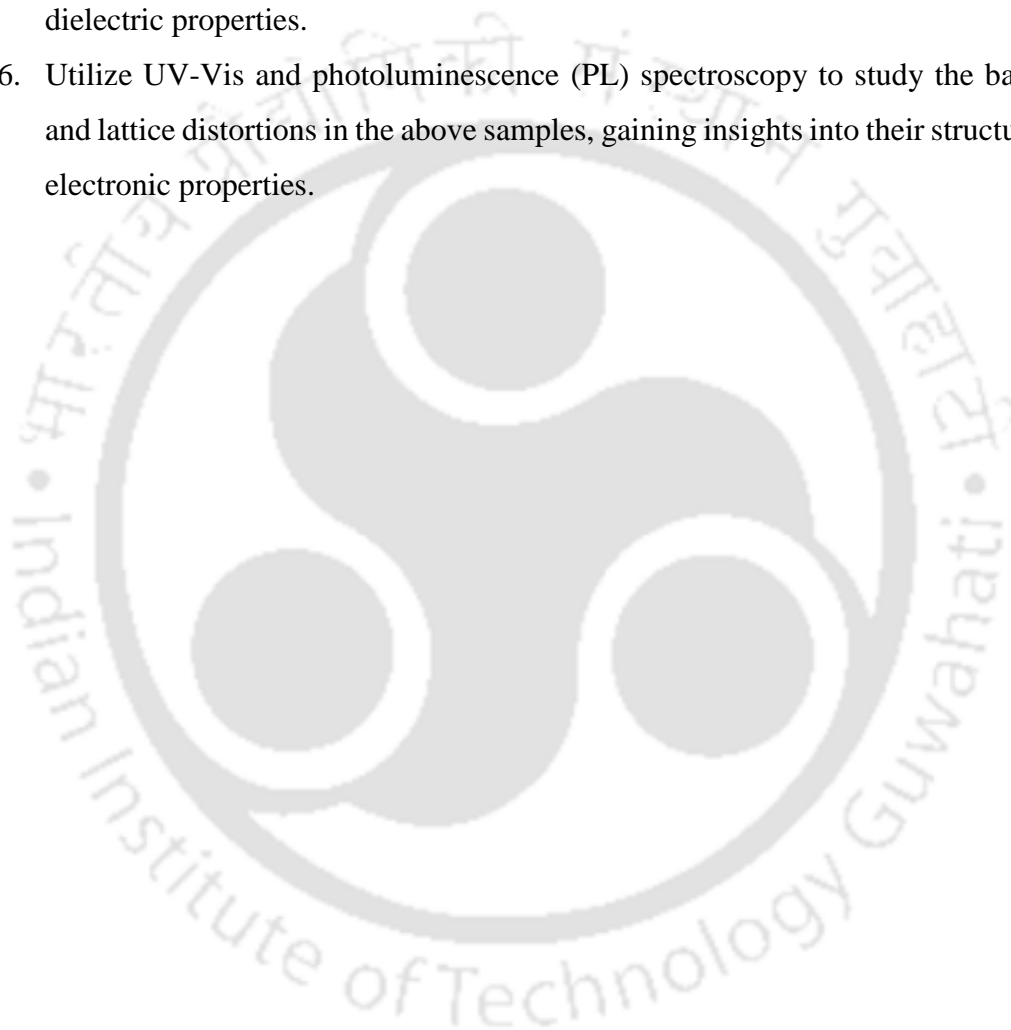 dielectric properties.
6. Utilize UV-Vis and photoluminescence (PL) spectroscopy to study the ba
and lattice distortions in the above samples, gaining insights into their structu
electronic properties.
भारतीय प्रौद्योगिकी संस्थान गुवाहाटी
Indian Institute of Technology Guwahati